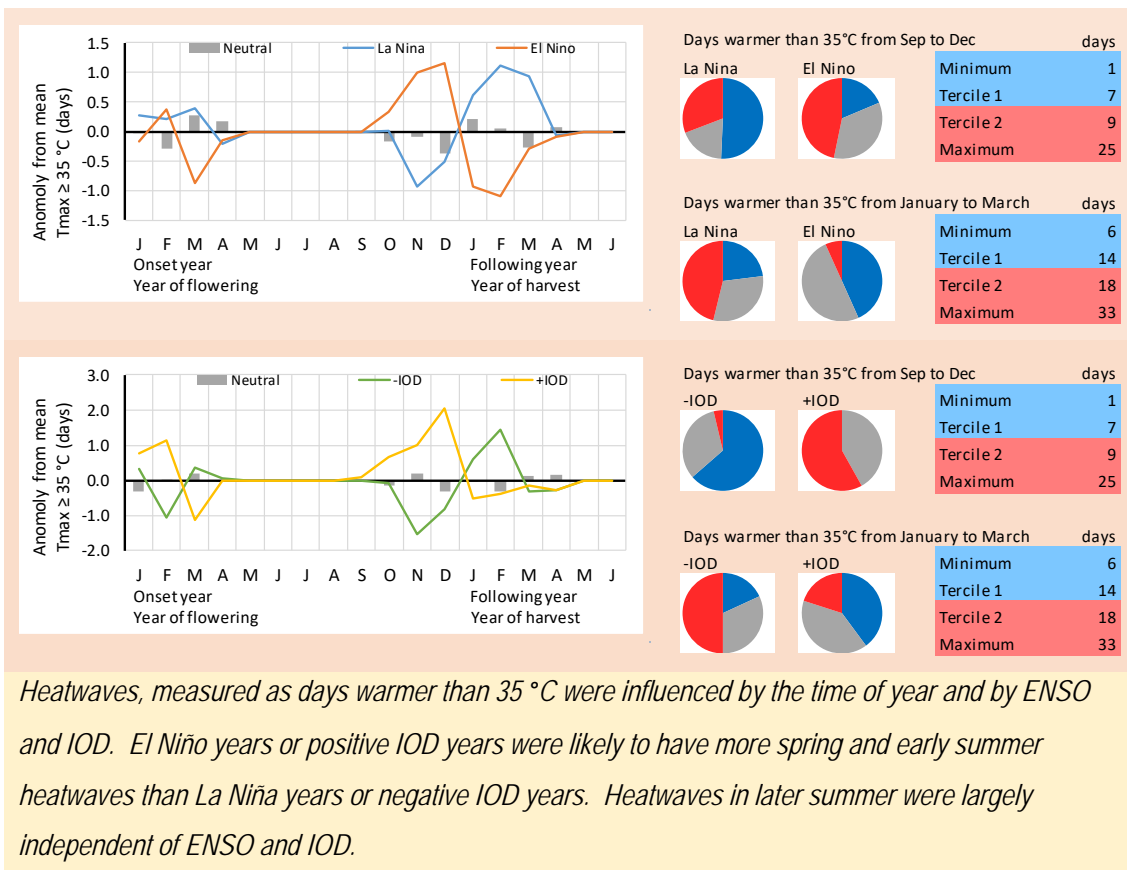 Neutral La Nina El Nino
1.5
1.0
0.5
0.0
-0.5
-1.0
-1.5
Anomoly from mean
Tmax ≥ 35 °C (days)
J F M A M J J A S O N D J F M A M J
Onset year Following year
Year of flowering Year of harvest
Days warmer than 35°C from Sep to Dec days
La Nina El Nino
Minimum 1
Tercile 1 7
Tercile 2 9
Maximum 25
Days warmer than 35°C from January to March days
La Nina El Nino
Minimum 6
Tercile 1 14
Tercile 2 18
Maximum 33
Neutral -IOD +IOD
3.0
2.0
1.0
0.0
-1.0
-2.0
Anomoly from mean
Tmax ≥ 35 °C (days)
J F M A M J J A S O N D J F M A M J
Onset year Following year
Year of flowering Year of harvest
Days warmer than 35°C from Sep to Dec days
-IOD +IOD
Minimum 1
Tercile 1 7
Tercile 2 9
Maximum 25
Days warmer than 35°C from January to March days
-IOD +IOD
Minimum 6
Tercile 1 14
Tercile 2 18
Maximum 33
Heatwaves, measured as days warmer than 35 °C were influenced by the time of year and by ENSO
and IOD. El Niño years or positive IOD years were likely to have more spring and early summer
heatwaves than La Niña years or negative IOD years. Heatwaves in later summer were largely
independent of ENSO and IOD.